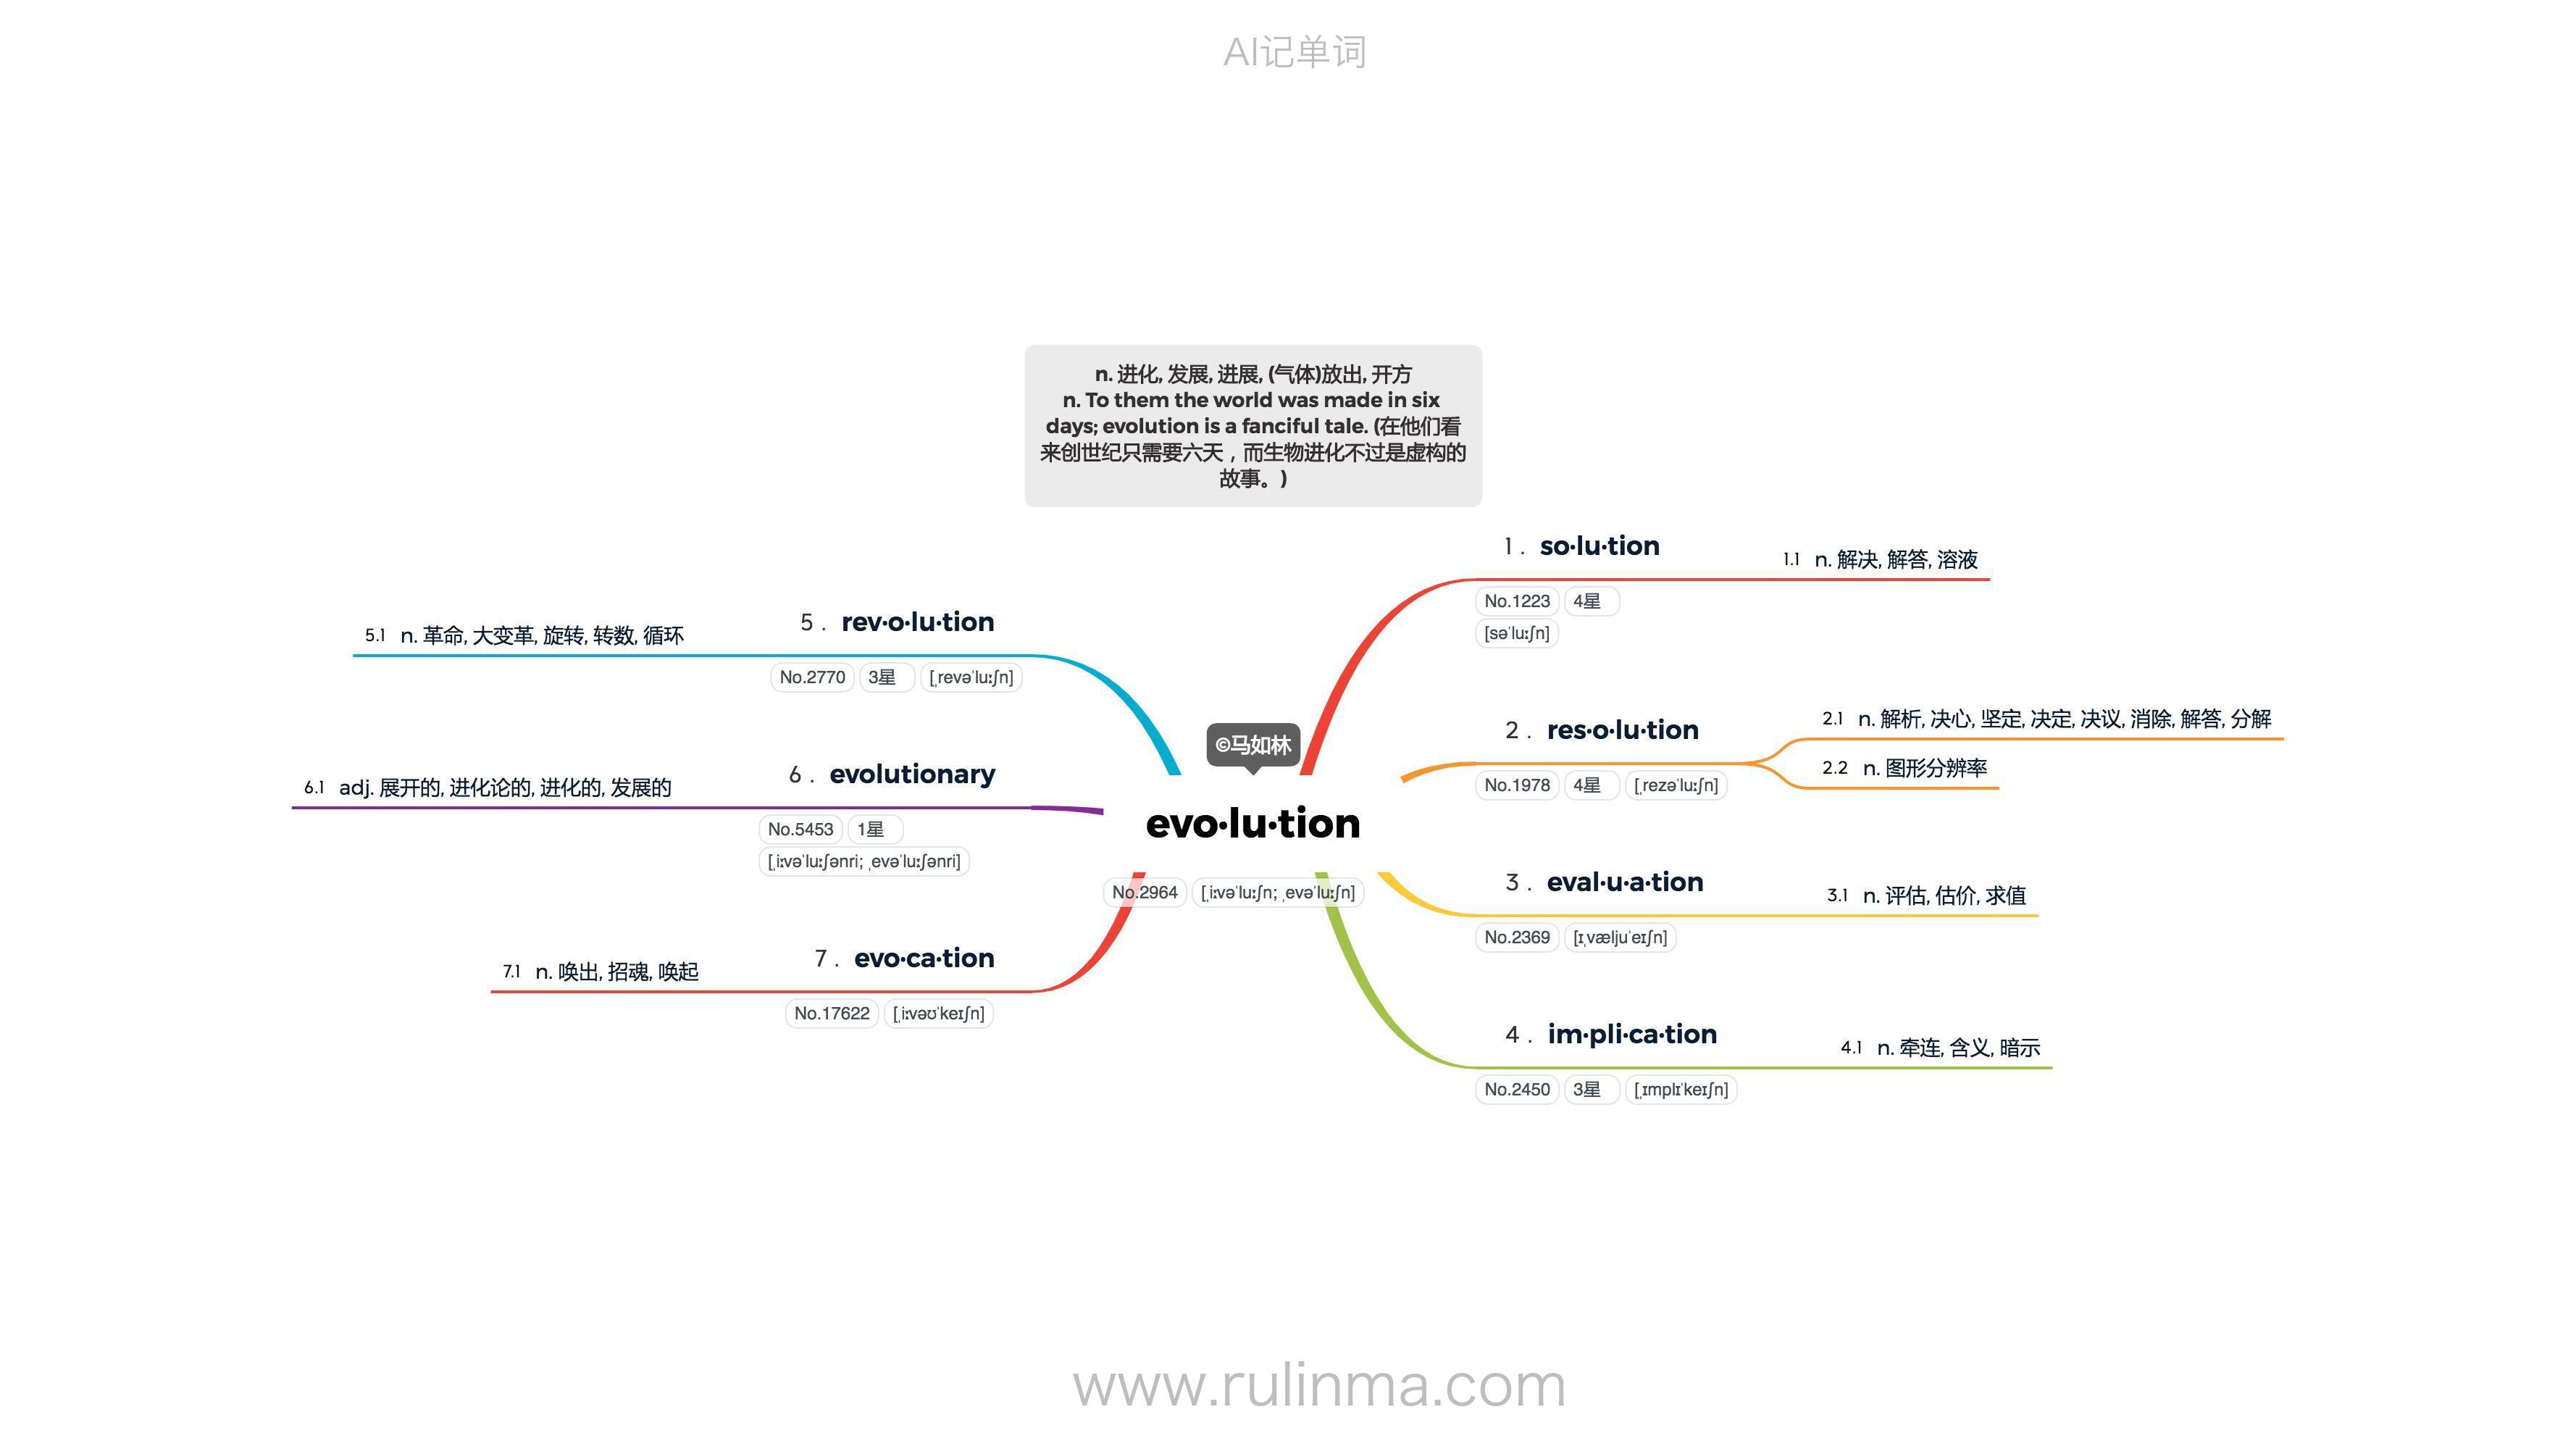 AI记单词
n. 进化, 发展, 进展, (气体)放出, 开方
n. To them the world was made in six
days; evolution is a fanciful tale. (在他们看
来创世纪只需要六天，而生物进化不过是虚构的
故事。)
©马如林
evo·lu·tion
No.2964 [ˌiːvəˈluːʃn; ˌevəˈluːʃn]
1 . so·lu·tion
No.1223 4星
[səˈluːʃn]
1.1 n. 解决, 解答, 溶液
2 . res·o·lu·tion
No.1978 4星 [ˌrezəˈluːʃn]
2.1 n. 解析, 决心, 坚定, 决定, 决议, 消除, 解答, 分解
2.2 n. 图形分辨率
3 . eval·u·a·tion
No.2369 [ɪˌvæljuˈeɪʃn]
3.1 n. 评估, 估价, 求值
4 . im·pli·ca·tion
No.2450 3星 [ˌɪmplɪˈkeɪʃn]
4.1 n. 牵连, 含义, 暗示
5 . rev·o·lu·tion
No.2770 3星 [ˌrevəˈluːʃn]
5.1 n. 革命, 大变革, 旋转, 转数, 循环
6 . evolutionary
No.5453 1星
[ˌiːvəˈluːʃənri; ˌevəˈluːʃənri]
6.1 adj. 展开的, 进化论的, 进化的, 发展的
7 . evo·ca·tion
No.17622 [ˌiːvəʊˈkeɪʃn]
7.1 n. 唤出, 招魂, 唤起
www.rulinma.com